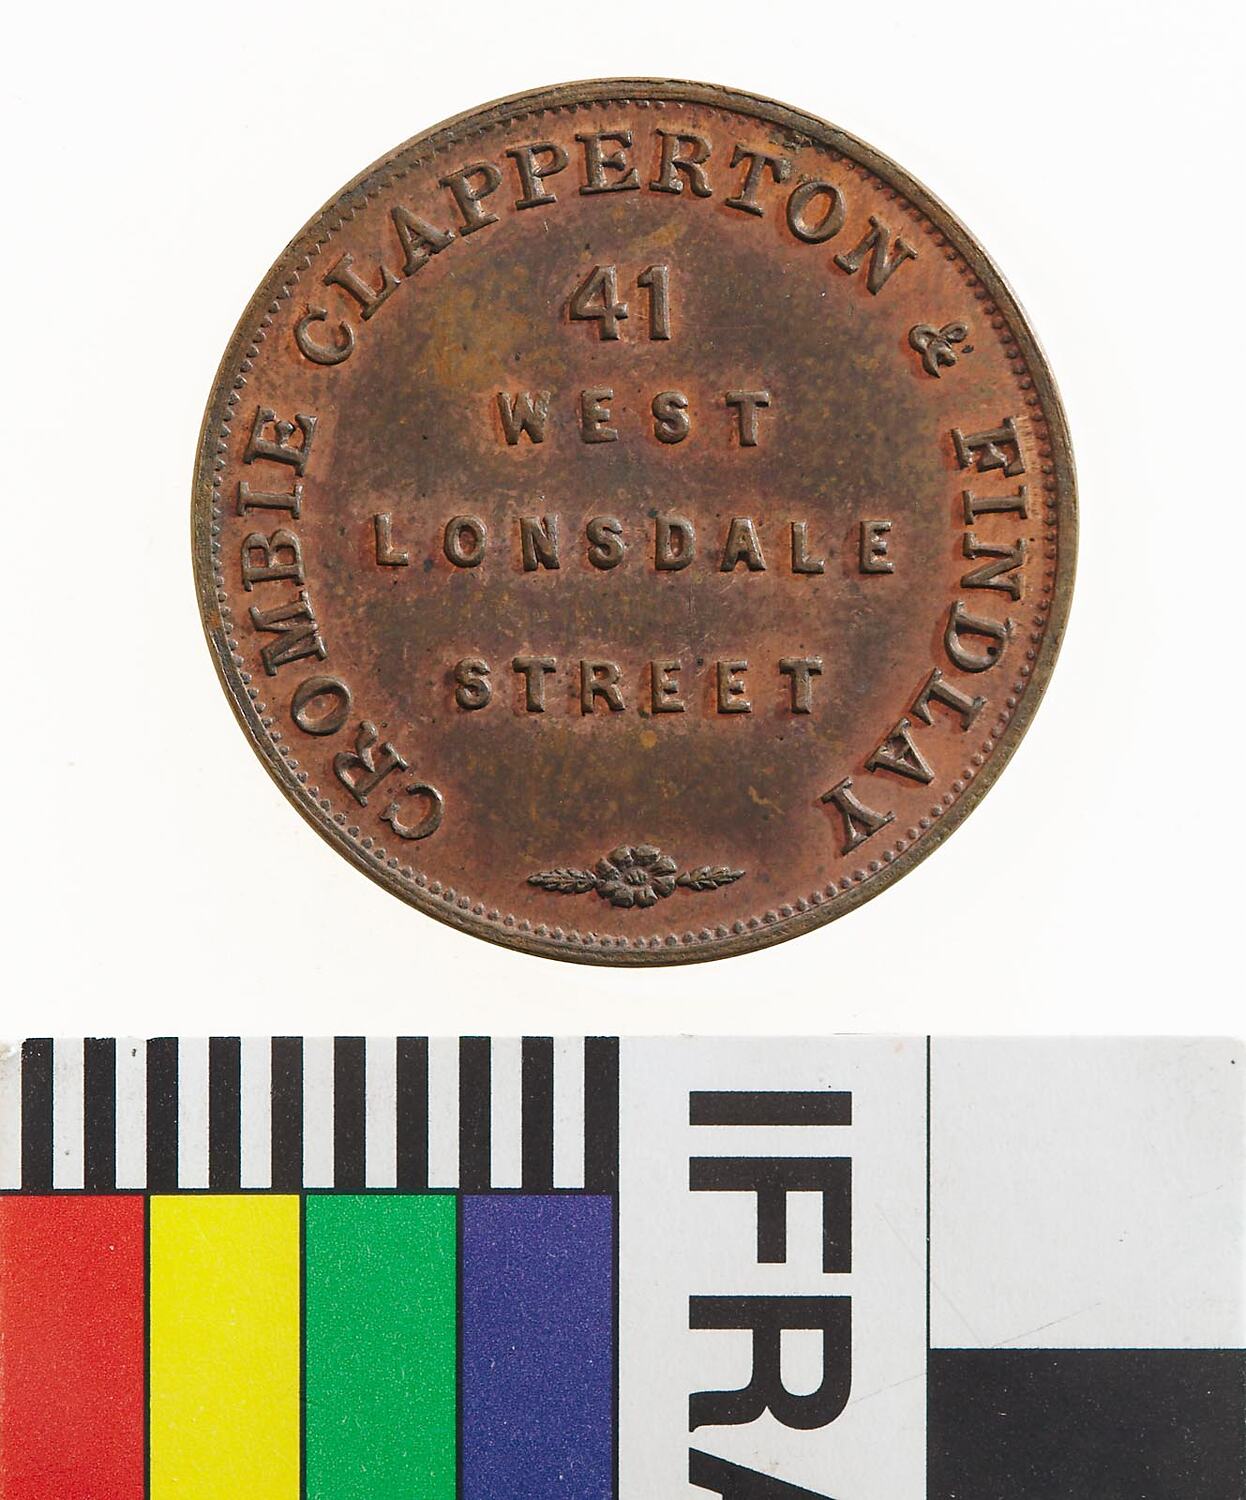 CROMBIE CLAPPERTON & FINDLAY
41
WEST
LONSDALE
STREET
IFRA